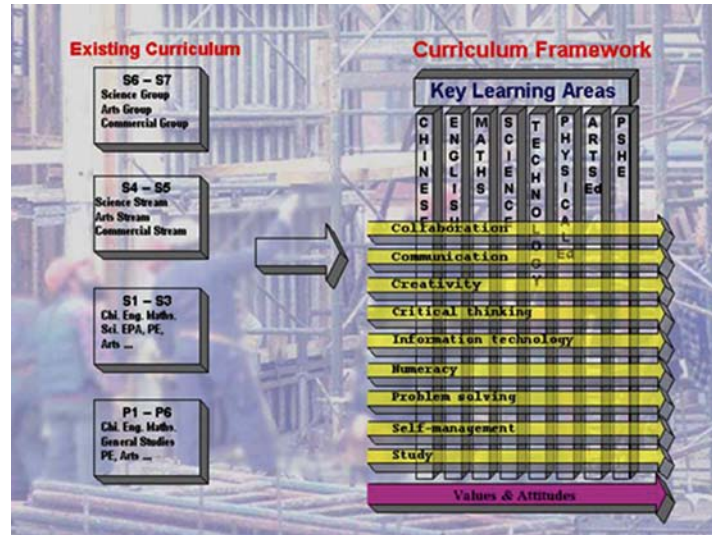 Existing Curriculum
S6 – S7
Science Group
Arts Group
Commercial Group
S4 – S5
Science Stream
Arts Stream
Commercial Stream
S1 – S3
Chi. Eng. Maths.
Sci. EPA, PE,
Arts ...
P1 – P6
Chi. Eng. Maths.
General Studies
PE, Arts ...
Curriculum Framework
Key Learning Areas
CHINESE
ENGLISH
MATHS
SCIENCE
TECHNOLOGY
PHYSICAL Ed
ARTS Ed
PSHE
Collaboration
Communication
Creativity
Critical thinking
Information technology
Numeracy
Problem solving
Self-management
Study
Values & Attitudes